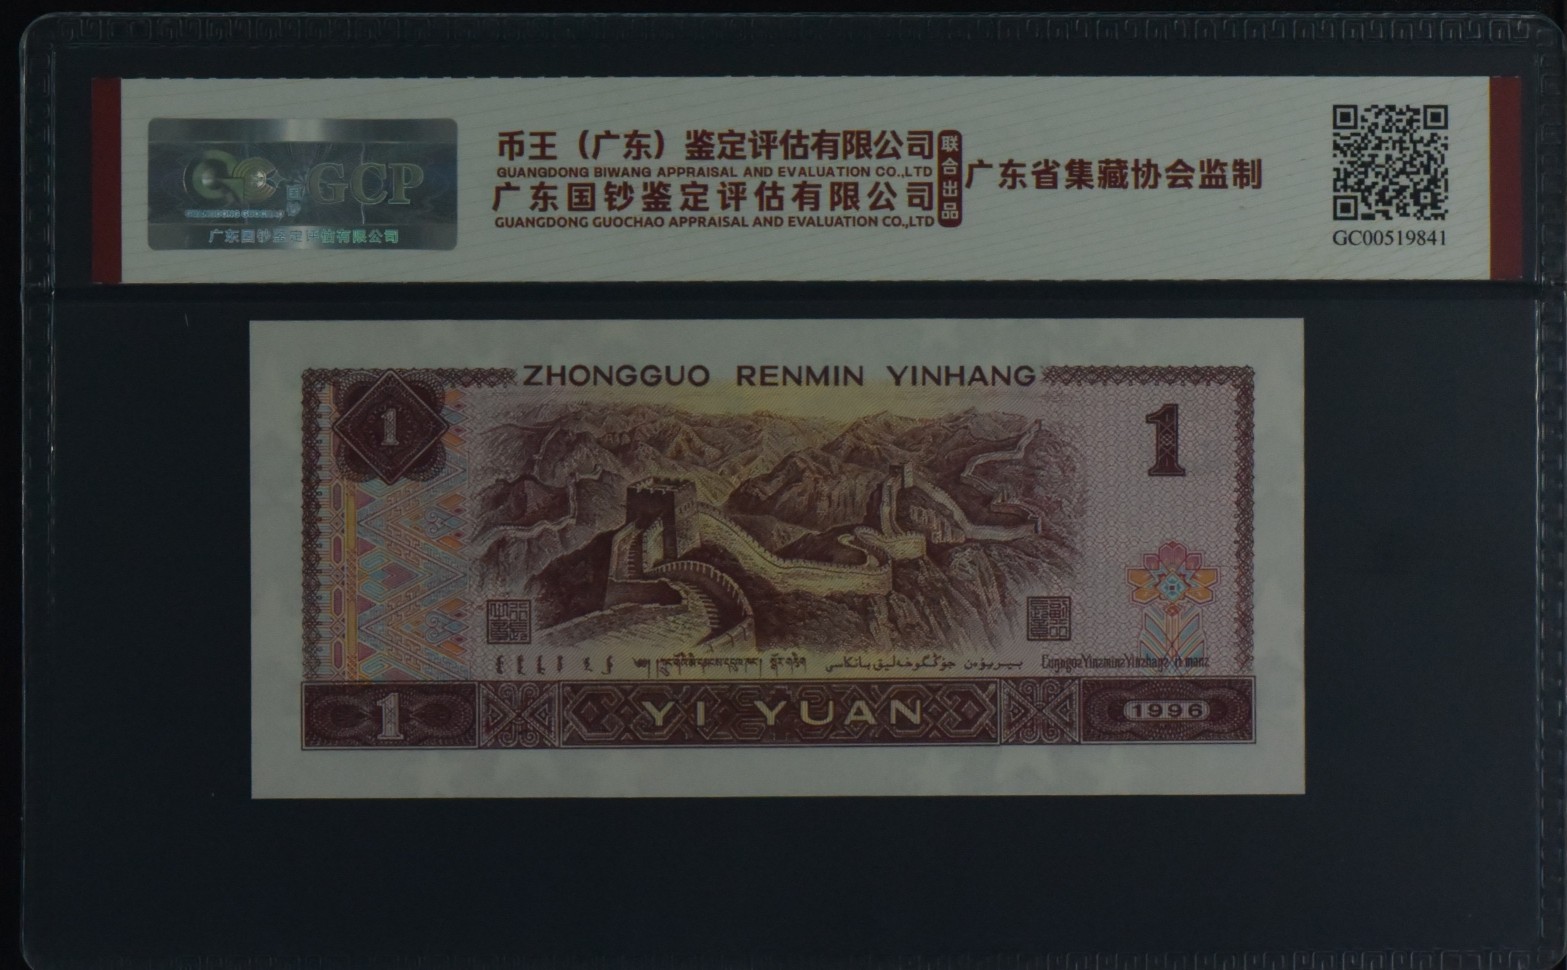 GCP
广东国钞鉴定评估有限公司
币王（广东）鉴定评估有限公司
GUANGDONG BIWANG APPRAISAL AND EVALUATION CO.,LTD
广东国钞鉴定评估有限公司
GUANGDONG GUOCHAO APPRAISAL AND EVALUATION CO,.LTD
联合出品
广东省集藏协会监制
GC00519841
ZHONGGUO RENMIN YINHANG
1
1
1
YI YUAN
1996